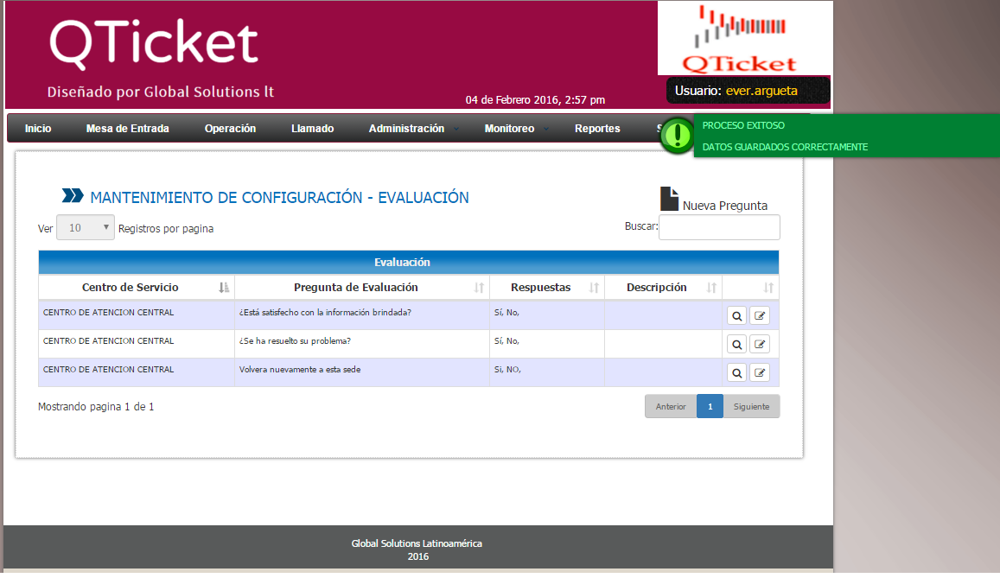 QTicket
Diseñado por Global Solutions lt
QTicket
04 de Febrero 2016, 2:57 pm
Usuario: ever.argueta
Inicio Mesa de Entrada Operación Llamado Administración Monitoreo Reportes S
PROCESO EXITOSO
DATOS GUARDADOS CORRECTAMENTE
MANTENIMIENTO DE CONFIGURACIÓN - EVALUACIÓN
Nueva Pregunta
Ver 10 Registros por pagina
Buscar:
Evaluación
Centro de Servicio Pregunta de Evaluación Respuestas Descripción
CENTRO DE ATENCION CENTRAL ¿Está satisfecho con la información brindada? Sí, No,
CENTRO DE ATENCION CENTRAL ¿Se ha resuelto su problema? Sí, No,
CENTRO DE ATENCION CENTRAL Volvera nuevamente a esta sede Si, NO,
Mostrando pagina 1 de 1
Anterior 1 Siguiente
Global Solutions Latinoamérica
2016